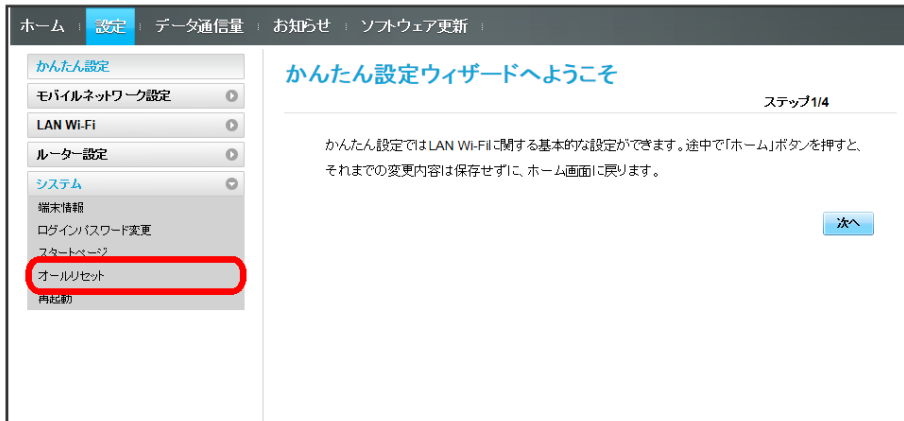 ホーム 設定 データ通信量 お知らせ ソフトウェア更新
かんたん設定
モバイルネットワーク設定
LAN Wi-Fi
ルーター設定
システム
端末情報
ログインパスワード変更
スタートページ
オールリセット
再起動
かんたん設定ウィザードへようこそ
ステップ1/4
かんたん設定ではLAN Wi-Fiに関する基本的な設定ができます。途中で「ホーム」ボタンを押すと、
それまでの変更内容は保存せずに、ホーム画面に戻ります。
次へ